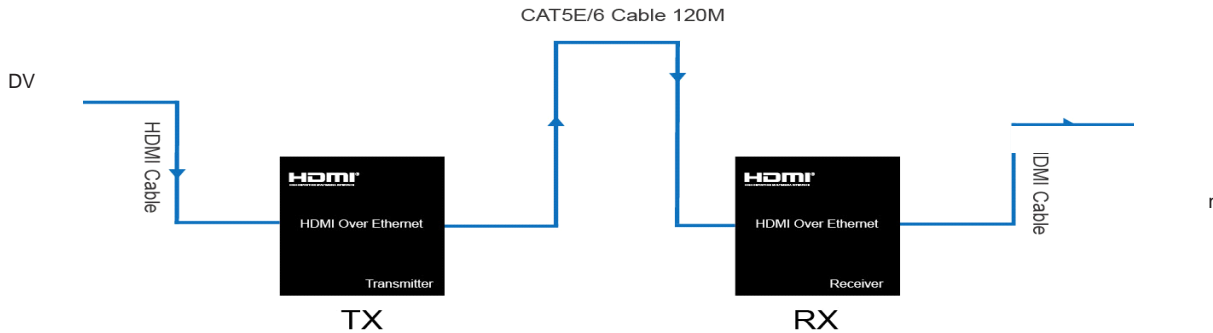 CAT5E/6 Cable 120M
DV
HDMI Cable
HDMI
HDMI Over Ethernet
Transmitter
TX
HDMI
HDMI Over Ethernet
Receiver
RX
IDMI Cable
r